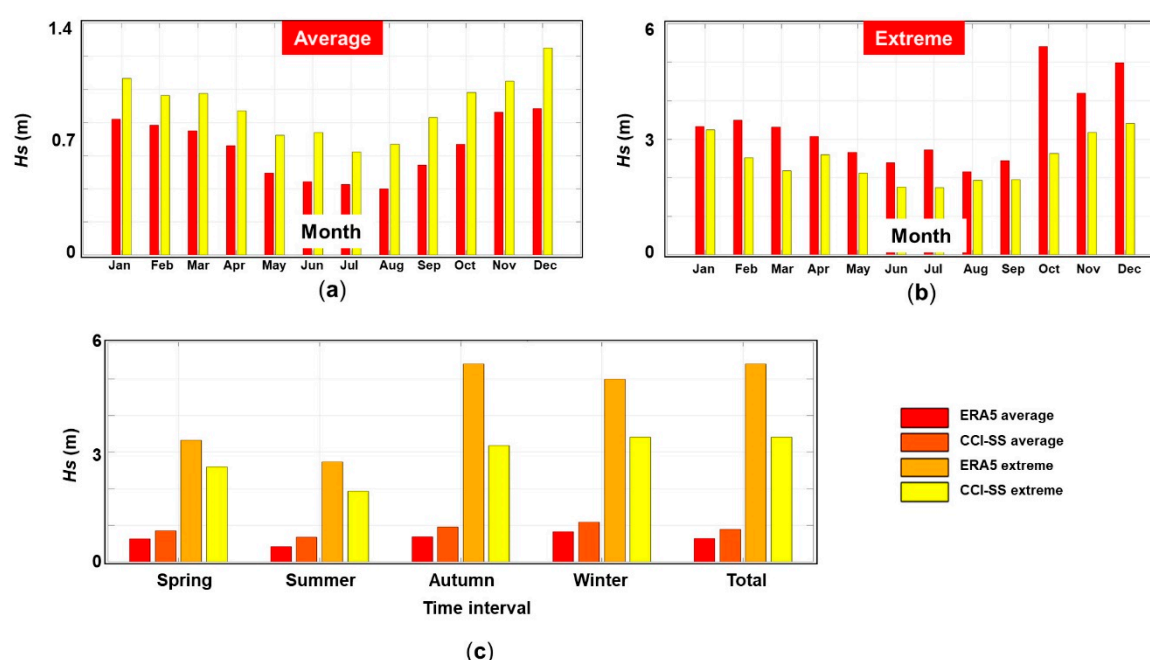 1.4
Average
0.7
Hs (m)
Month
0
Jan Feb Mar Apr May Jun Jul Aug Sep Oct Nov Dec
(a)
6
Extreme
3
Hs (m)
Month
0
Jan Feb Mar Apr May Jun Jul Aug Sep Oct Nov Dec
(b)
6
3
Hs (m)
0
Spring Summer Autumn Winter Total
Time interval
(c)
ERA5 average
CCI-SS average
ERA5 extreme
CCI-SS extreme